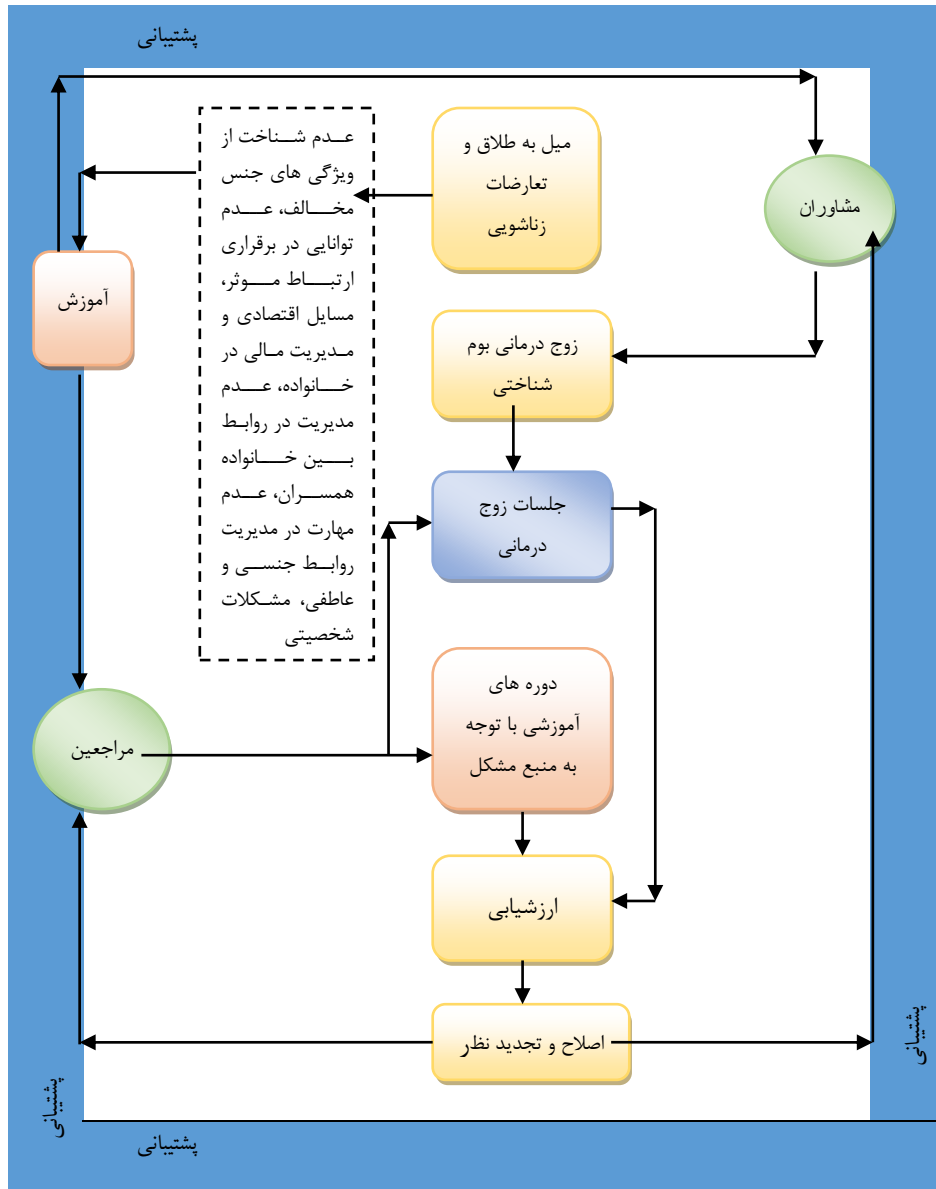 پشتیبانی
میل به طلاق و
تعارضات
زناشویی
عدم شناخت از
ویژگی های جنس
مخالف، عدم
توانایی در برقراری
ارتباط موثر،
مسایل اقتصادی و
مدیریت مالی در
خانواده، عدم
مدیریت در روابط
بین خانواده
همسران، عدم
مهارت در مدیریت
روابط جنسی و
عاطفی، مشکلات
شخصیتی
مشاوران
آموزش
زوج درمانی بوم
شناختی
جلسات زوج
درمانی
دوره های
آموزشی با توجه
به منبع مشکل
مراجعین
ارزشیابی
اصلاح و تجدید نظر
پشتیبانی
پشتیبانی
پشتیبانی